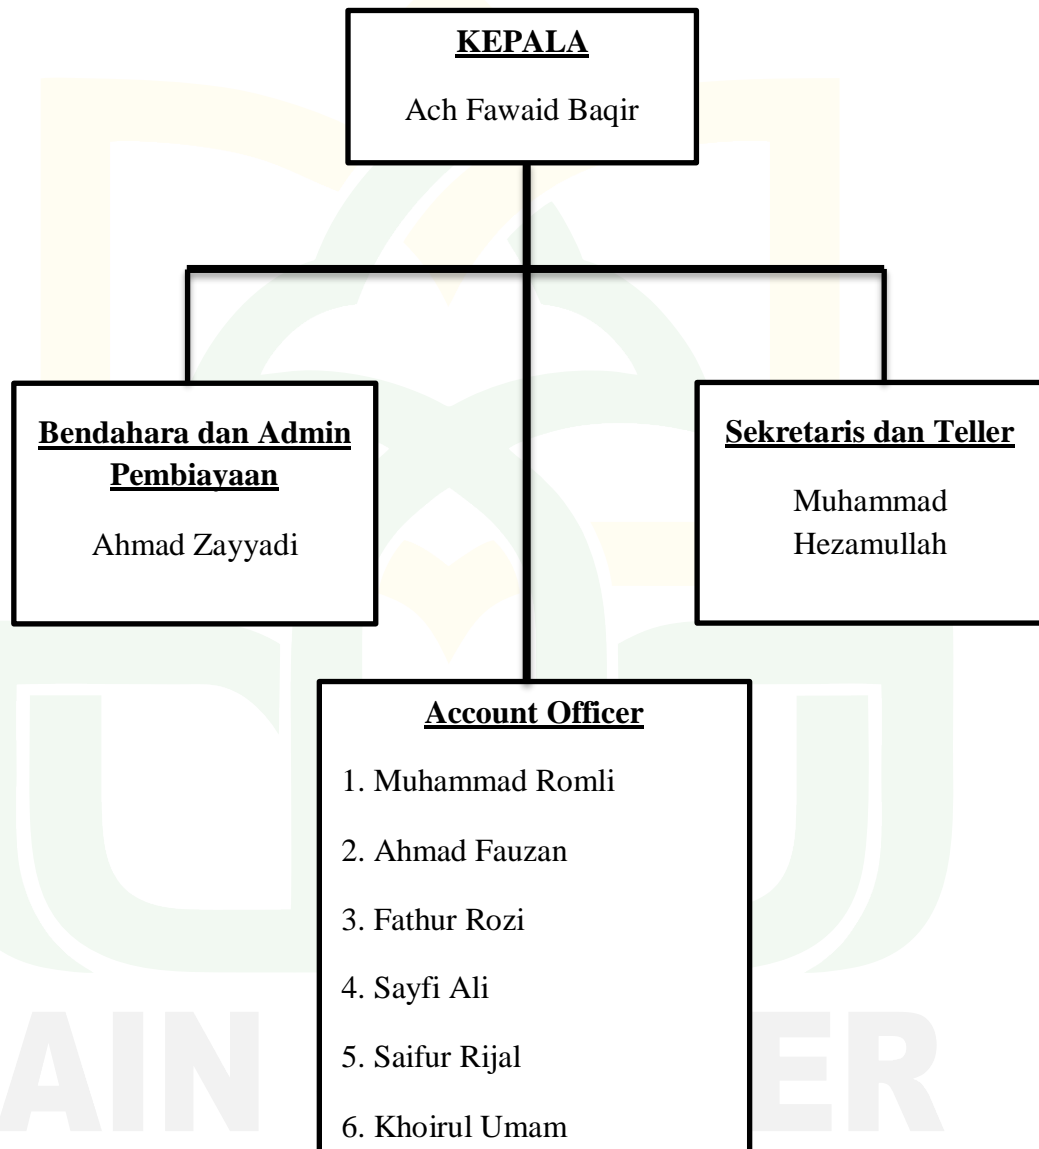 KEPALA
Ach Fawaid Baqir
Bendahara dan Admin
Pembiayaan
Ahmad Zayyadi
Sekretaris dan Teller
Muhammad
Hezamullah
Account Officer
1. Muhammad Romli
2. Ahmad Fauzan
3. Fathur Rozi
4. Sayfi Ali
5. Saifur Rijal
6. Khoirul Umam